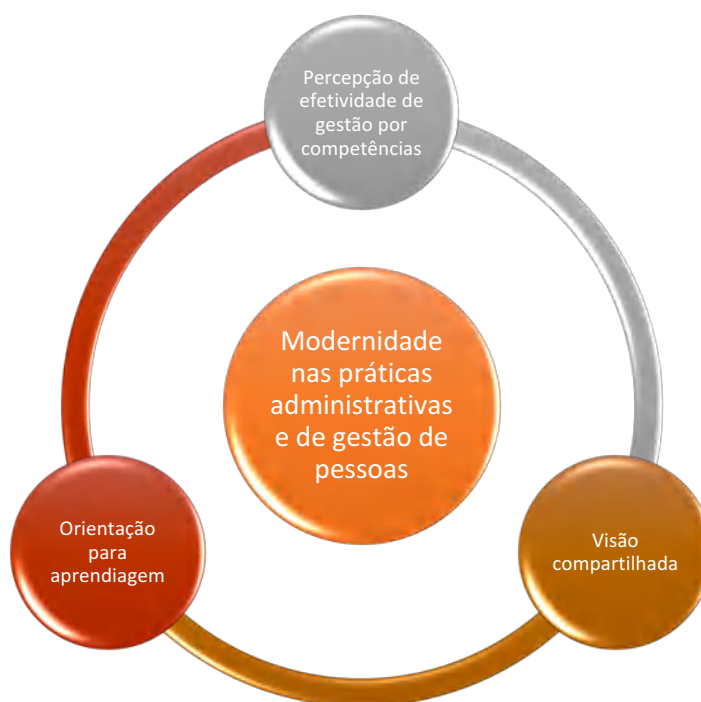 Percepção de
efetividade de
gestão por
competências
Modernidade
nas práticas
administrativas
e de gestão de
pessoas
Orientação
para
aprendiagem
Visão
compartilhada